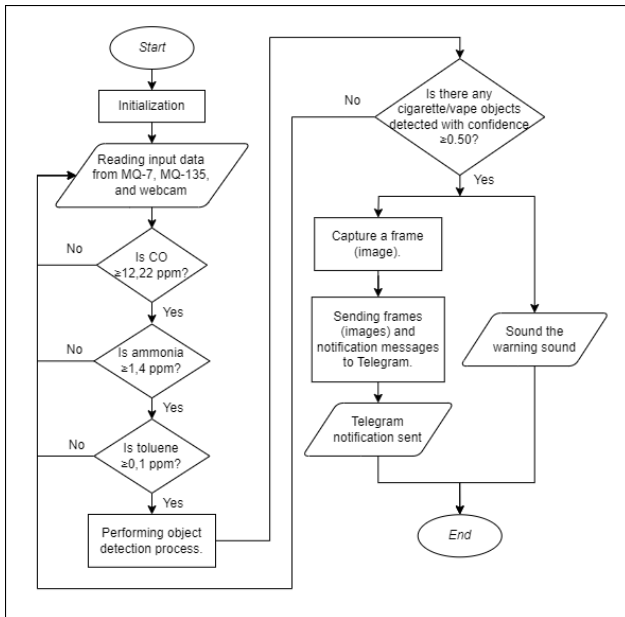 Start
Initialization
Reading input data
from MQ-7, MQ-135,
and webcam
No
Is CO
≥12,22 ppm?
Yes
No
Is ammonia
≥1,4 ppm?
Yes
No
Is toluene
≥0,1 ppm?
Yes
Performing object
detection process.
No
Is there any
cigarette/vape objects
detected with confidence
≥0.50?
Yes
Capture a frame
(image).
Sending frames
(images) and
notification messages
to Telegram.
Telegram
notification sent
Sound the
warning sound
End